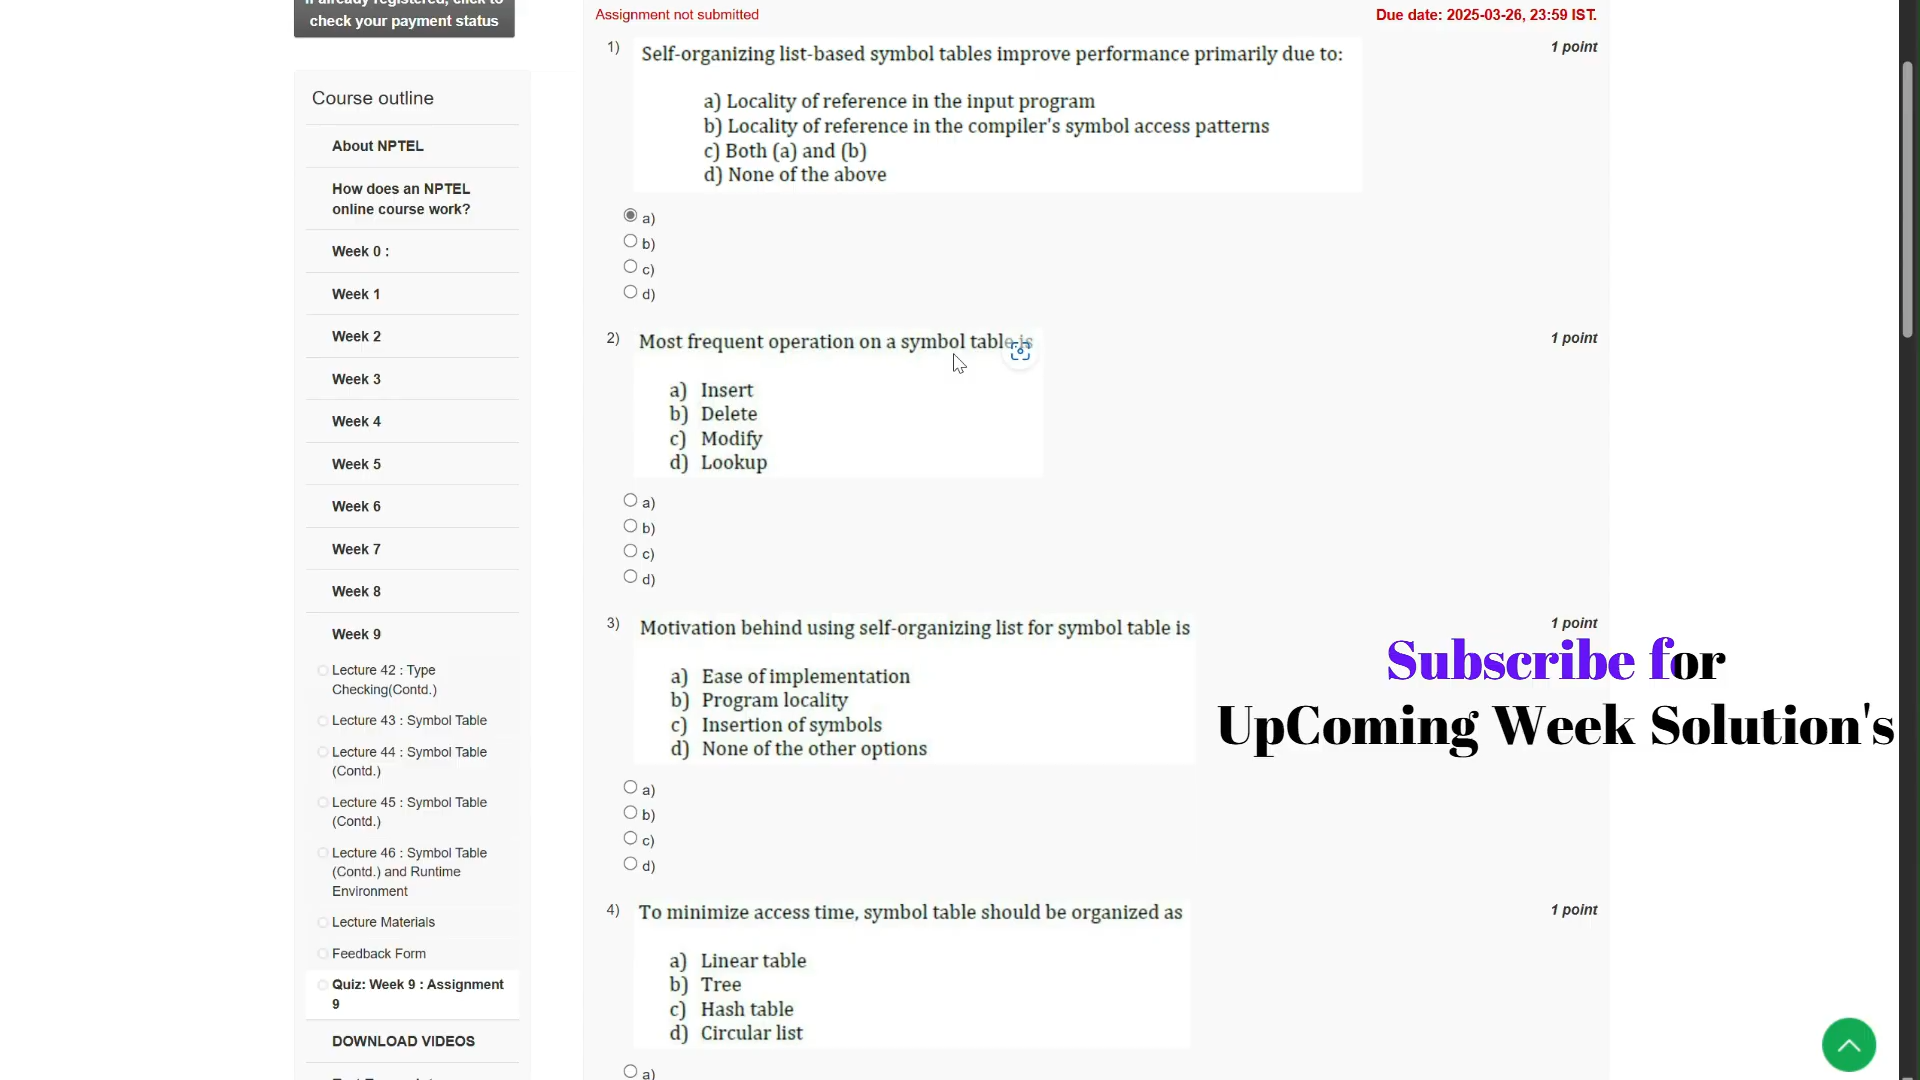 check your payment status
Course outline
About NPTEL
How does an NPTEL
online course work?
Week 0 :
Week 1
Week 2
Week 3
Week 4
Week 5
Week 6
Week 7
Week 8
Week 9
Lecture 42 : Type
Checking(Contd.)
Lecture 43 : Symbol Table
Lecture 44 : Symbol Table
(Contd.)
Lecture 45 : Symbol Table
(Contd.)
Lecture 46 : Symbol Table
(Contd.) and Runtime
Environment
Lecture Materials
Feedback Form
Quiz: Week 9 : Assignment
9
DOWNLOAD VIDEOS
Assignment not submitted
Due date: 2025-03-26, 23:59 IST.
1) Self-organizing list-based symbol tables improve performance primarily due to:
1 point
a) Locality of reference in the input program
b) Locality of reference in the compiler's symbol access patterns
c) Both (a) and (b)
d) None of the above
a)
b)
c)
d)
2) Most frequent operation on a symbol table is
1 point
a) Insert
b) Delete
c) Modify
d) Lookup
a)
b)
c)
d)
3) Motivation behind using self-organizing list for symbol table is
1 point
a) Ease of implementation
b) Program locality
c) Insertion of symbols
d) None of the other options
a)
b)
c)
d)
Subscribe for
UpComing Week Solution's
4) To minimize access time, symbol table should be organized as
1 point
a) Linear table
b) Tree
c) Hash table
d) Circular list
a)